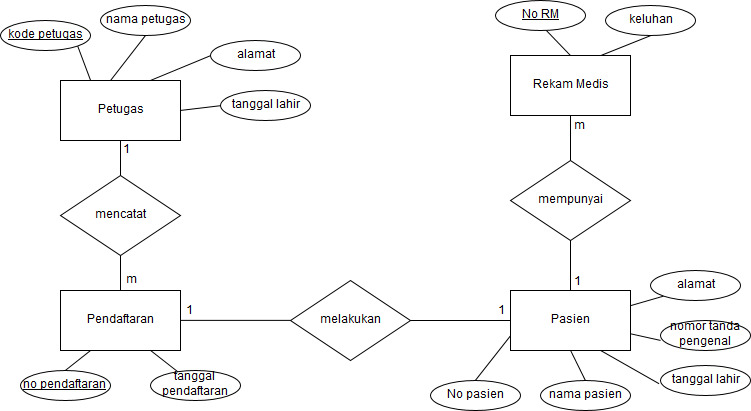 kode petugas
nama petugas
alamat
tanggal lahir
Petugas
1
mencatat
m
Pendaftaran
no pendaftaran
tanggal
pendaftaran
1
melakukan
1
No RM
keluhan
Rekam Medis
m
mempunyai
1
Pasien
alamat
nomor tanda
pengenal
tanggal lahir
nama pasien
No pasien